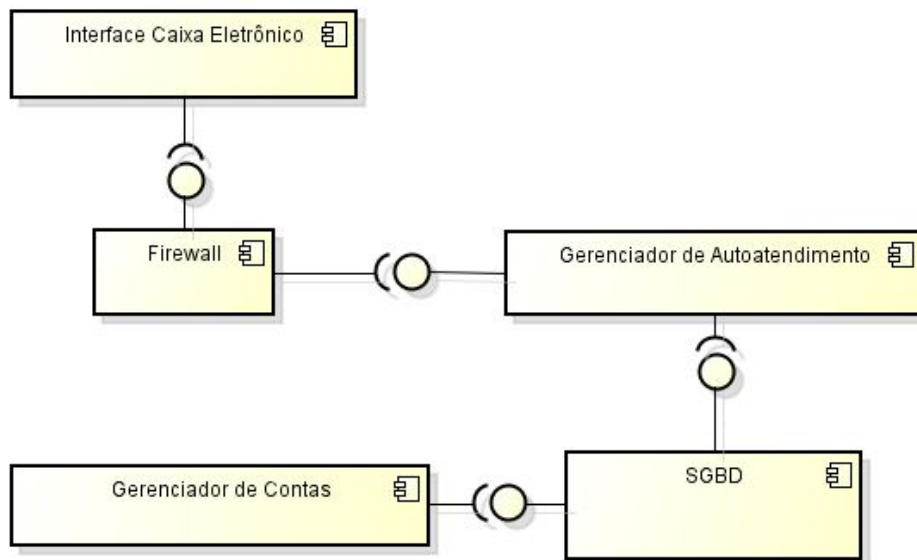 Interface Caixa Eletrônico
Firewall
Gerenciador de Autoatendimento
SGBD
Gerenciador de Contas